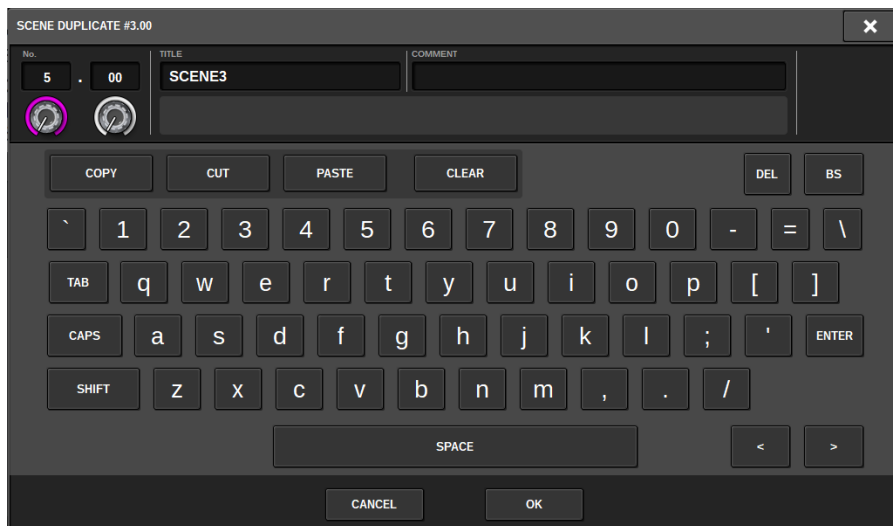 SCENE DUPLICATE #3.00
No. TITLE COMMENT
5 . 00 SCENE3
COPY CUT PASTE CLEAR DEL BS
` 1 2 3 4 5 6 7 8 9 0 - = \
TAB q w e r t y u i o p [ ]
CAPS a s d f g h j k l ; ' ENTER
SHIFT z x c v b n m , . /
SPACE < >
CANCEL OK